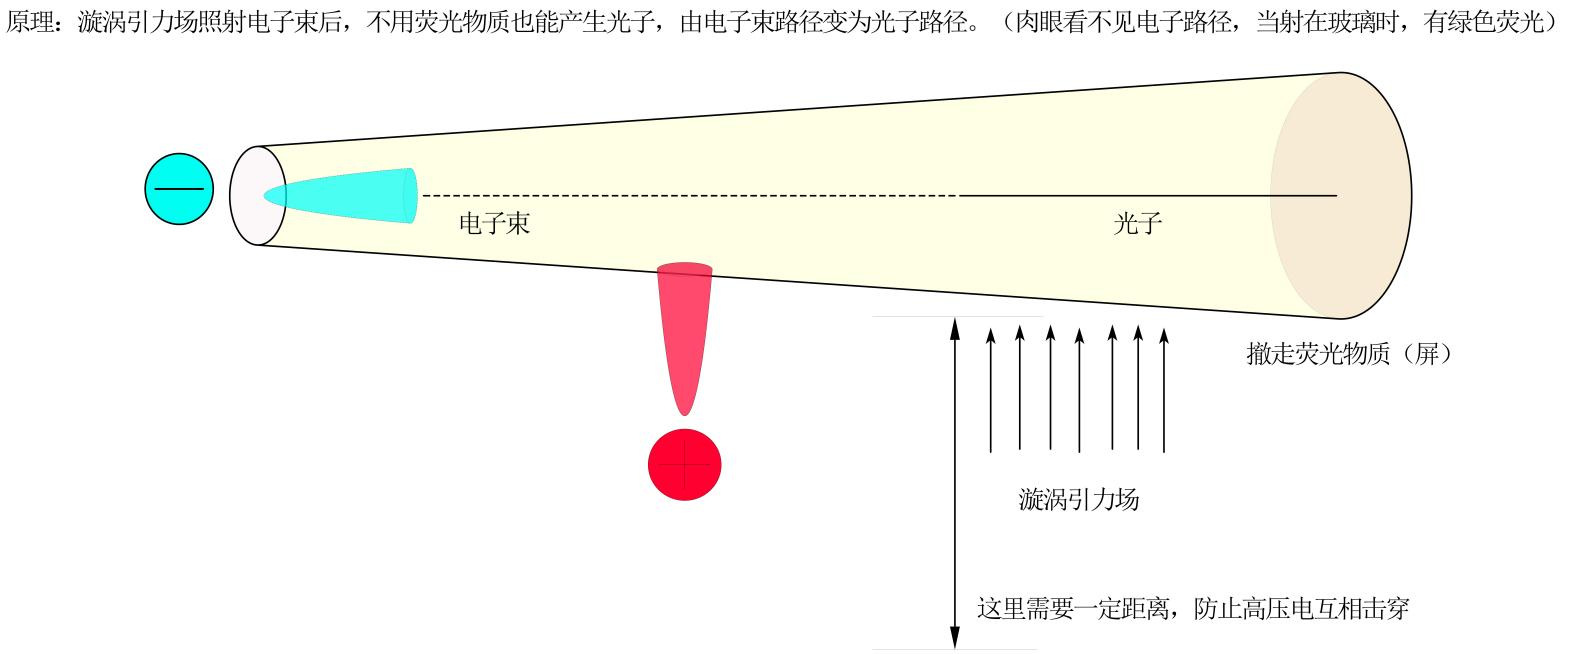 原理：漩涡引力场照射电子束后，不用荧光物质也能产生光子，由电子束路径变为光子路径。（肉眼看不见电子路径，当射在玻璃时，有绿色荧光）
电子束
光子
撤走荧光物质（屏）
漩涡引力场
这里需要一定距离，防止高压电互相击穿